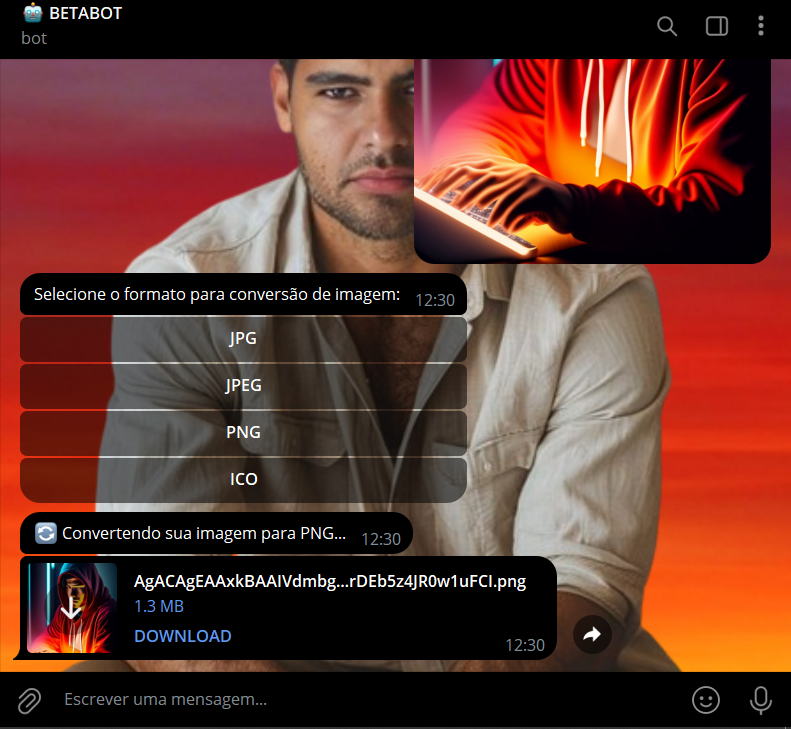 🤖 BETABOT
bot
Selecione o formato para conversão de imagem:
12:30
JPG
JPEG
PNG
ICO
🔄 Convertendo sua imagem para PNG...
12:30
AgACAgEAAxkBAAIVdmbg...rDEb5z4JR0w1uFCI.png
1.3 MB
DOWNLOAD
12:30
Escrever uma mensagem...